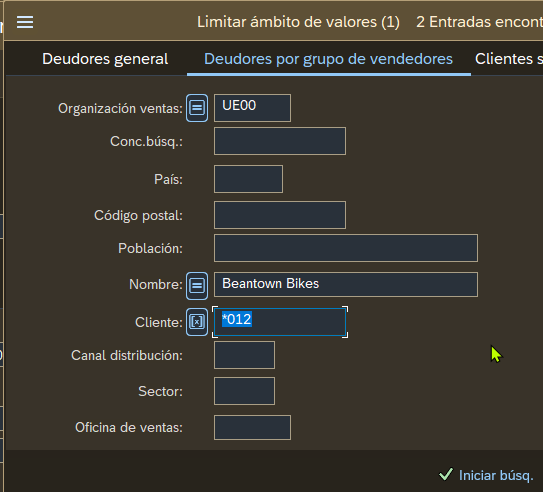 Limitar ámbito de valores (1) 2 Entradas encont
Deudores general Deudores por grupo de vendedores Clientes s
Organización ventas: = UE00
Conc.búsq.:
País:
Código postal:
Población:
Nombre: = Beantown Bikes
Cliente: *012
Canal distribución:
Sector:
Oficina de ventas:
Iniciar búsq.